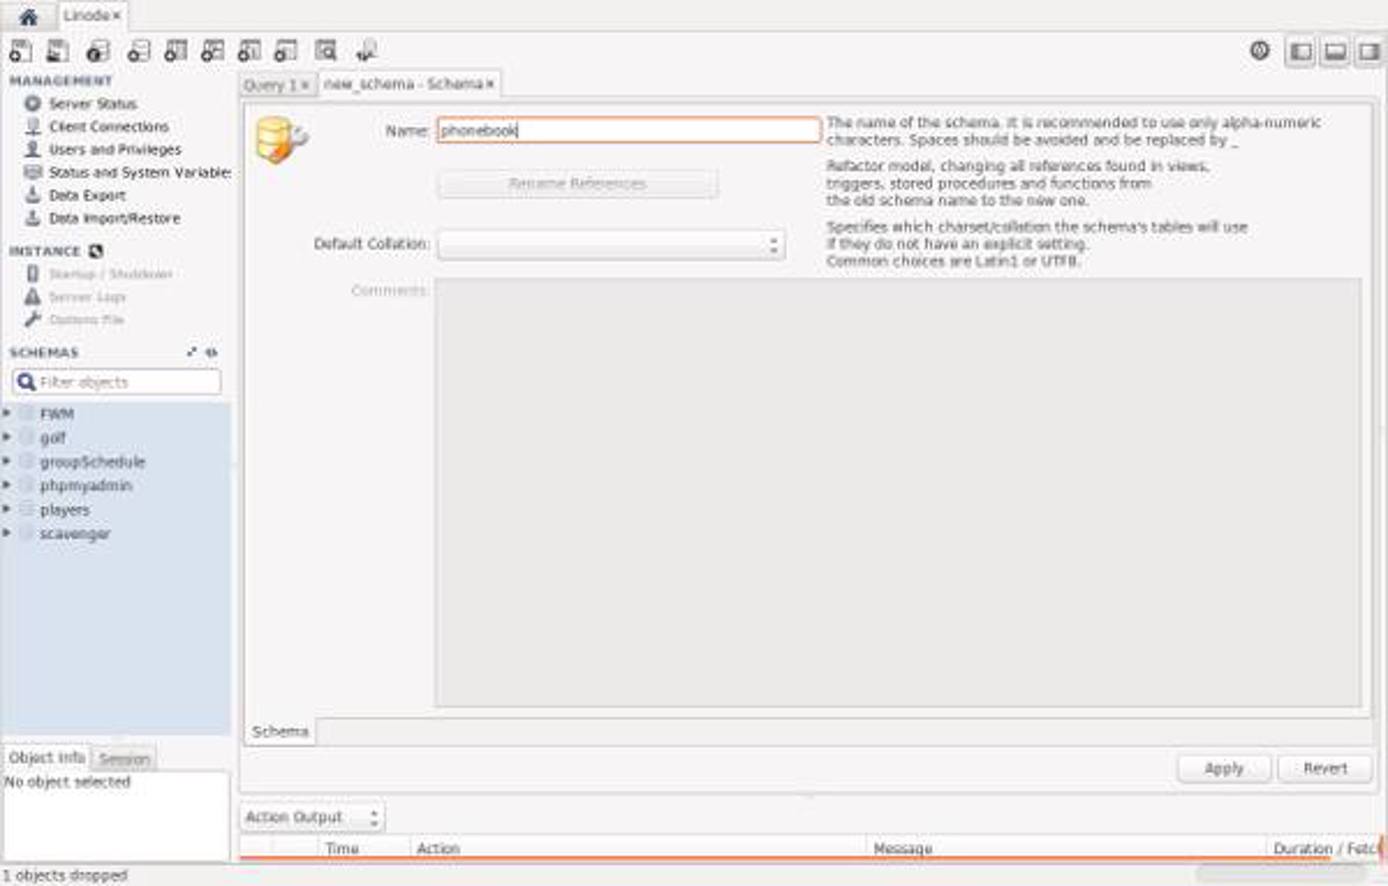 Linode ×
MANAGEMENT
Server Status
Client Connections
Users and Privileges
Status and System Variable
Data Export
Data Import/Restore
INSTANCE
Startup / Shutdown
Server Logs
Options File
SCHEMAS
Filter objects
FWM
golf
groupSchedule
phpmyadmin
players
scavenger
Object Info Session
No object selected
Query 1 × new_schema - Schema ×
Name: phonebook
The name of the schema. It is recommended to use only alpha-numeric
characters. Spaces should be avoided and be replaced by _
Rename References
Refactor model, changing all references found in views,
triggers, stored procedures and functions from
the old schema name to the new one.
Default Collation:
Specifies which charset/collation the schema's tables will use
if they do not have an explicit setting.
Common choices are Latin1 or UTF8.
Comments:
Schema
Apply Revert
Action Output
Time Action Message Duration / Fetc
1 objects dropped